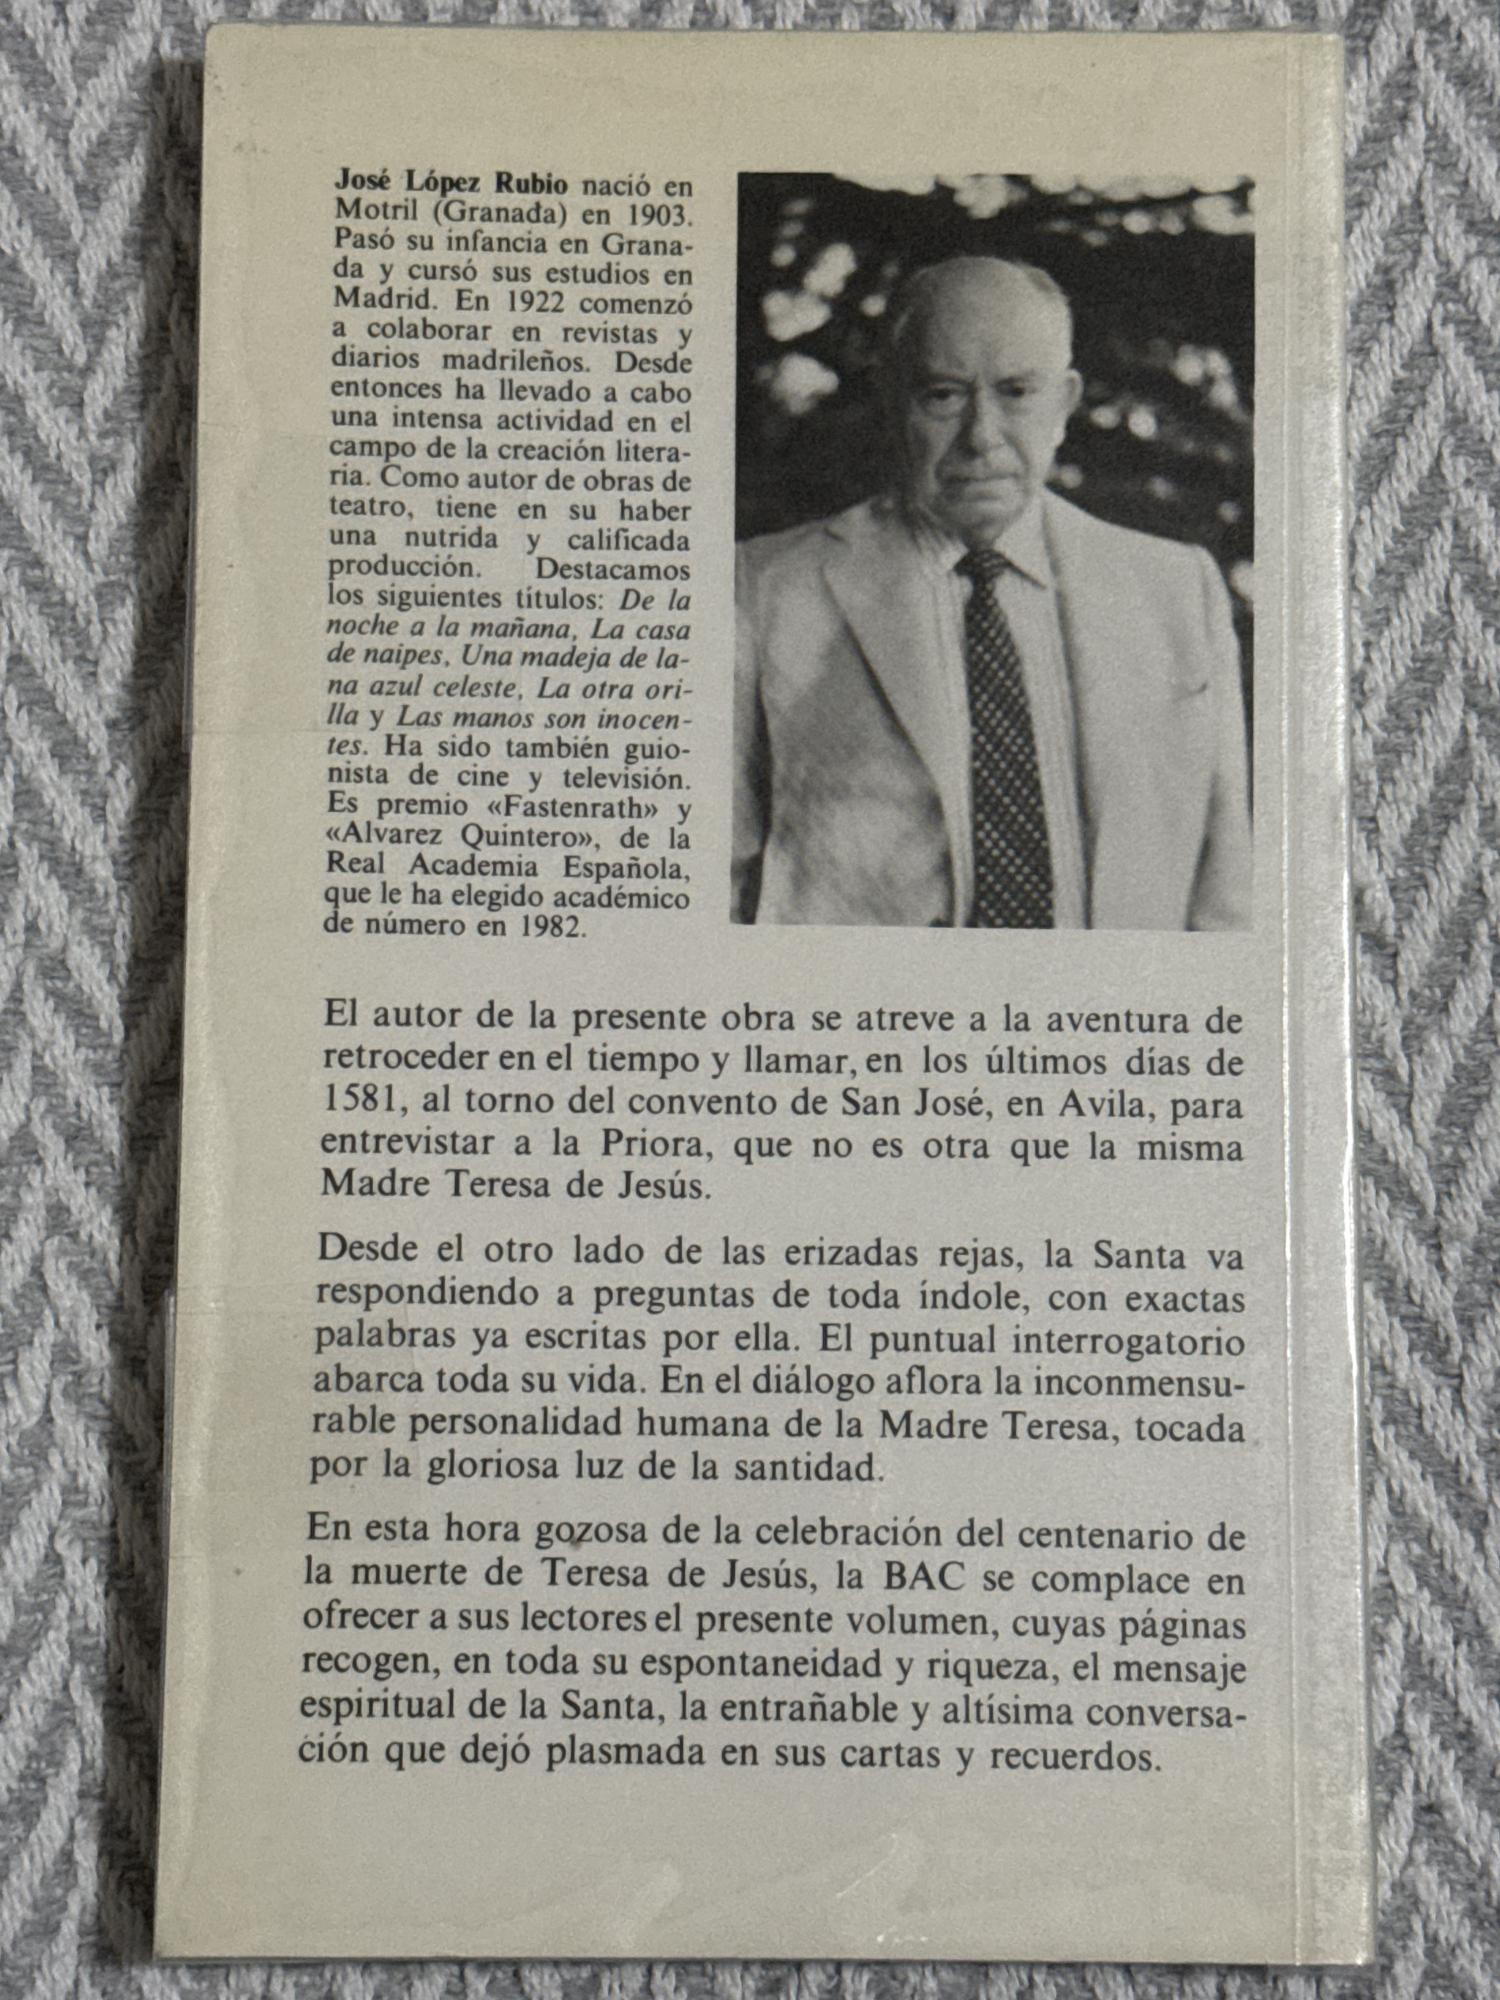 José López Rubio nació en
Motril (Granada) en 1903.
Pasó su infancia en Grana-
da y cursó sus estudios en
Madrid. En 1922 comenzó
a colaborar en revistas y
diarios madrileños. Desde
entonces ha llevado a cabo
una intensa actividad en el
campo de la creación litera-
ria. Como autor de obras de
teatro, tiene en su haber
una nutrida y calificada
producción. Destacamos
los siguientes títulos: De la
noche a la mañana, La casa
de naipes, Una madeja de la-
na azul celeste, La otra ori-
lla y Las manos son inocen-
tes. Ha sido también guio-
nista de cine y televisión.
Es premio «Fastenrath» y
«Alvarez Quintero», de la
Real Academia Española,
que le ha elegido académico
de número en 1982.
El autor de la presente obra se atreve a la aventura de
retroceder en el tiempo y llamar, en los últimos días de
1581, al torno del convento de San José, en Avila, para
entrevistar a la Priora, que no es otra que la misma
Madre Teresa de Jesús.
Desde el otro lado de las erizadas rejas, la Santa va
respondiendo a preguntas de toda índole, con exactas
palabras ya escritas por ella. El puntual interrogatorio
abarca toda su vida. En el diálogo aflora la inconmensu-
rable personalidad humana de la Madre Teresa, tocada
por la gloriosa luz de la santidad.
En esta hora gozosa de la celebración del centenario de
la muerte de Teresa de Jesús, la BAC se complace en
ofrecer a sus lectores el presente volumen, cuyas páginas
recogen, en toda su espontaneidad y riqueza, el mensaje
espiritual de la Santa, la entrañable y altísima conversa-
ción que dejó plasmada en sus cartas y recuerdos.